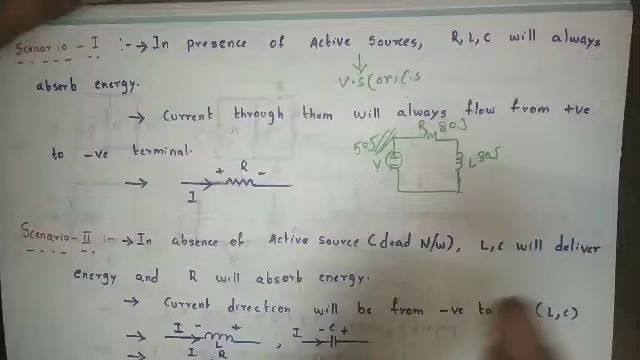 Scenario - I :- → In presence of Active Sources, R, L, C will always
V.S (or) C.S
absorb energy.
→ Current through them will always flow from +ve
to -ve terminal.
→ + R -
I
50J V R L 30J
Scenario - II :- → In absence of Active source (dead N/w), L, C will deliver
energy and R will absorb energy.
→ Current direction will be from -ve to (L, C)
→ I - + L , I - C +
→ I R